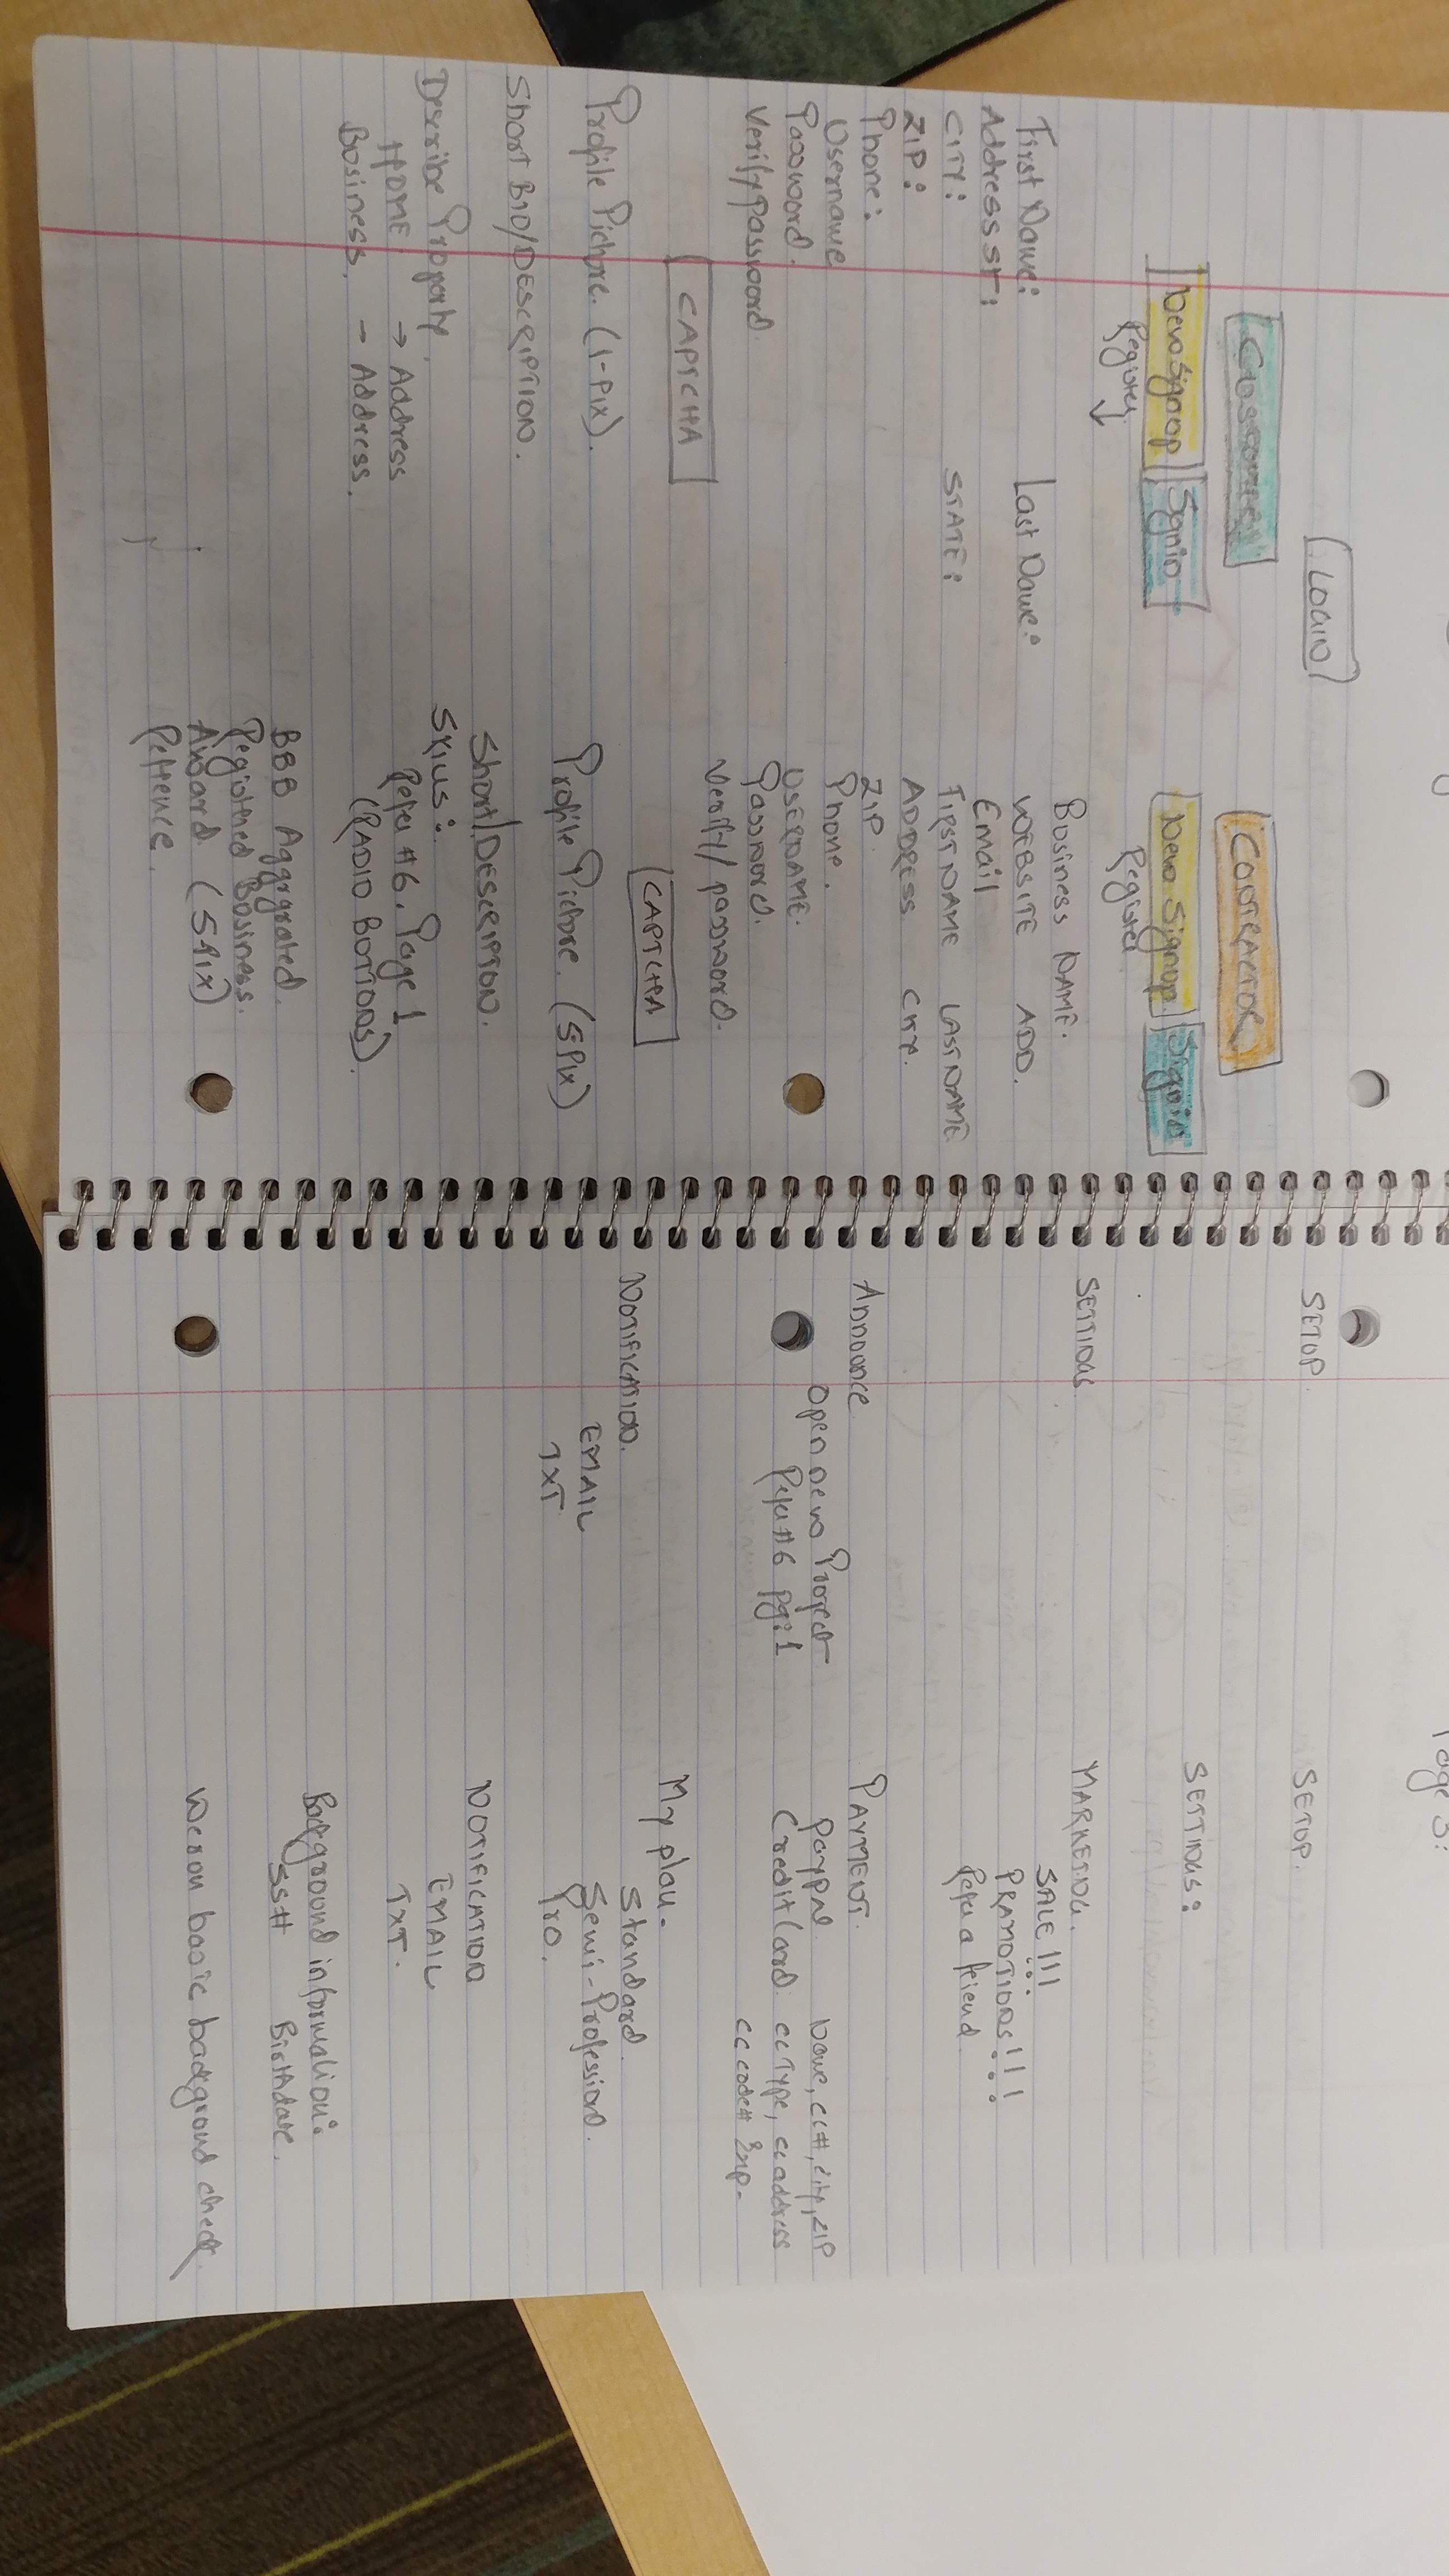 LOGIN
CUSTOMER CONTRACTOR
New Signup Signin New Signup Signin
Register Register
Business NAME.
First Name: Last Name: WEBSITE ADD.
Address st: Email
CITY: STATE: FIRST NAME LAST NAME
ZIP: ADDRESS CITY.
Phone: ZIP
Username Phone.
Password. USERNAME.
Verify password Password.
Verify/password.
CAPTCHA
CAPTCHA
Profile Picture. (1-Pix).
Profile Picture. (5Pix)
Short BIO/DESCRIPTION.
Short/DESCRIPTON.
Describe Property. SKILLS:
HOME → Address Refer #6. Page 1
Business. – Address. (RADIO BUTTONS).
BBB Aggrgrated.
Registered Business.
Award (5Pix)
Refrence.
Page 3:
SETUP. SETUP.
SETTINGS:
SETTINGS. MARKETING.
SALE!!!
PRAMOTIONS!!!
Refer a friend
Announce PAYMENT.
Open new Project Paypal Name, cc#, city, ZIP
Refer #6 pg:1 Credit Card cc Type, cc address
cc code# Exp.
My plan.
NOTIFICATION. Standard.
EMAIL Semi-Professional.
TXT Pro.
NOTIFICATION
EMAIL
TXT.
Background information:
SS# Birthdate.
We run basic backgroud check.